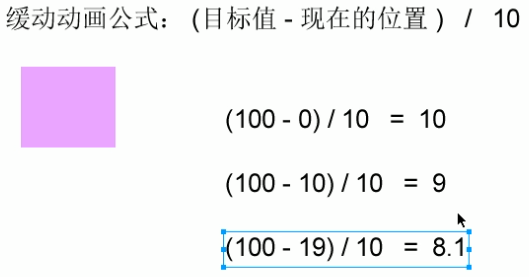 缓动动画公式： (目标值 - 现在的位置 ) / 10
(100 - 0) / 10 = 10
(100 - 10) / 10 = 9
(100 - 19) / 10 = 8.1